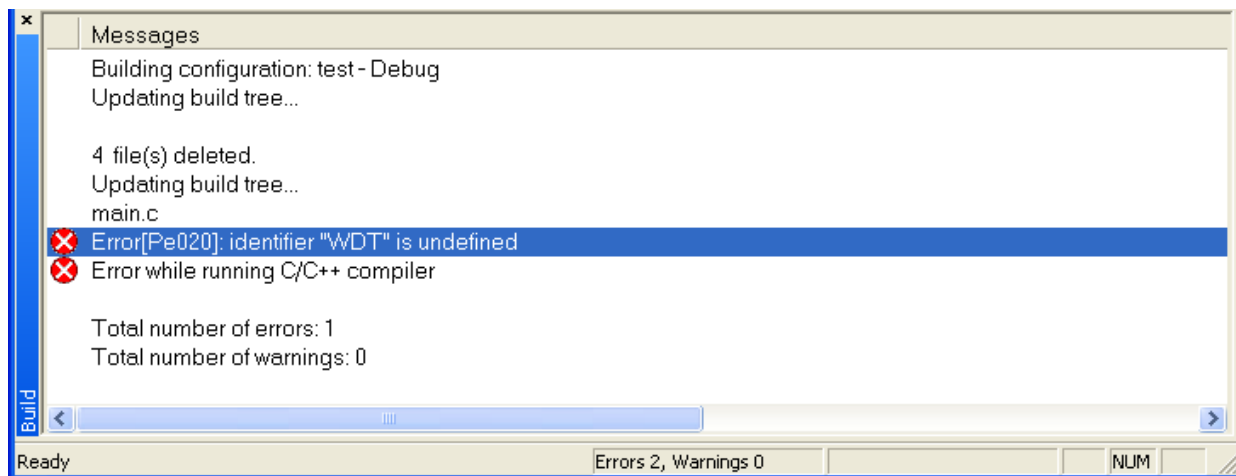 Messages
Building configuration: test - Debug
Updating build tree...
4 file(s) deleted.
Updating build tree...
main.c
Error[Pe020]: identifier "WDT" is undefined
Error while running C/C++ compiler
Total number of errors: 1
Total number of warnings: 0
Build
Ready
Errors 2, Warnings 0
NUM